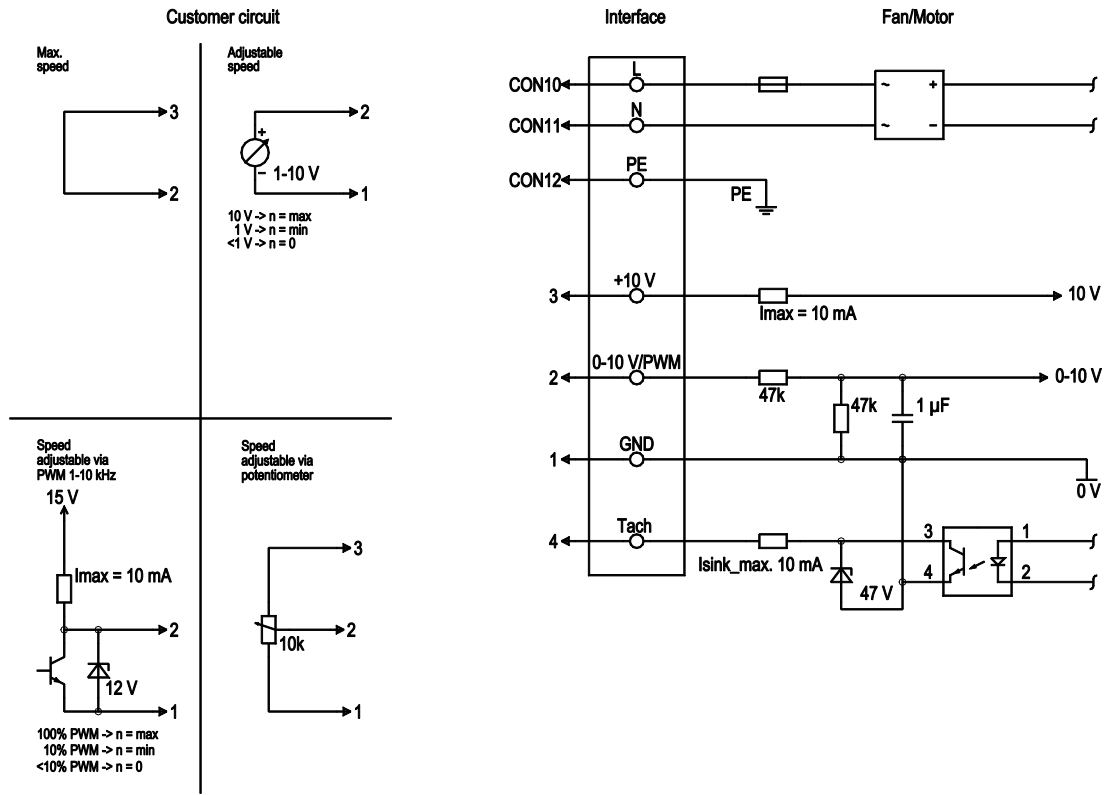 Customer circuit
Interface
Fan/Motor
Max.
speed
3
2
Adjustable
speed
2
+
– 1-10 V
1
10 V -> n = max
1 V -> n = min
<1 V -> n = 0
Speed
adjustable via
PWM 1-10 kHz
15 V
Imax = 10 mA
2
12 V
1
100% PWM -> n = max
10% PWM -> n = min
<10% PWM -> n = 0
Speed
adjustable via
potentiometer
3
2
10k
1
L
CON10
~ +
N
CON11
~ –
PE
CON12
PE
+10 V
3
10 V
Imax = 10 mA
0-10 V/PWM
2
0-10 V
47k
47k
1 µF
GND
1
0 V
Tach
4
3
1
Isink_max. 10 mA
4
2
47 V